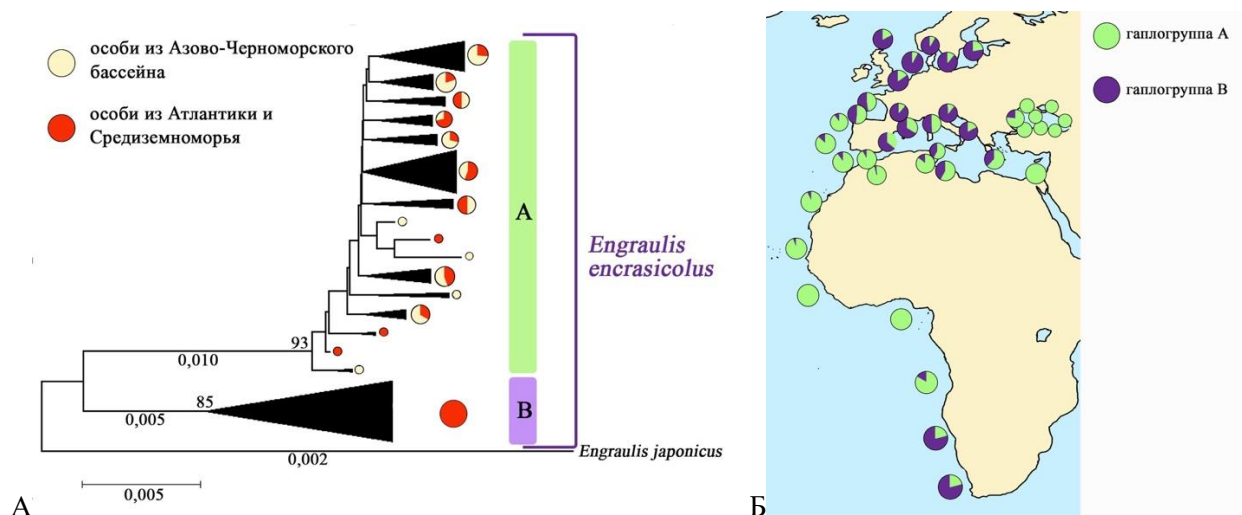 особи из Азово-Черноморского
бассейна
особи из Атлантики и
Средиземноморья
A
Engraulis
encrasicolus
93
0,010
85
0,005
B
Engraulis japonicus
0,002
0,005
А
гаплогруппа А
гаплогруппа В
Б